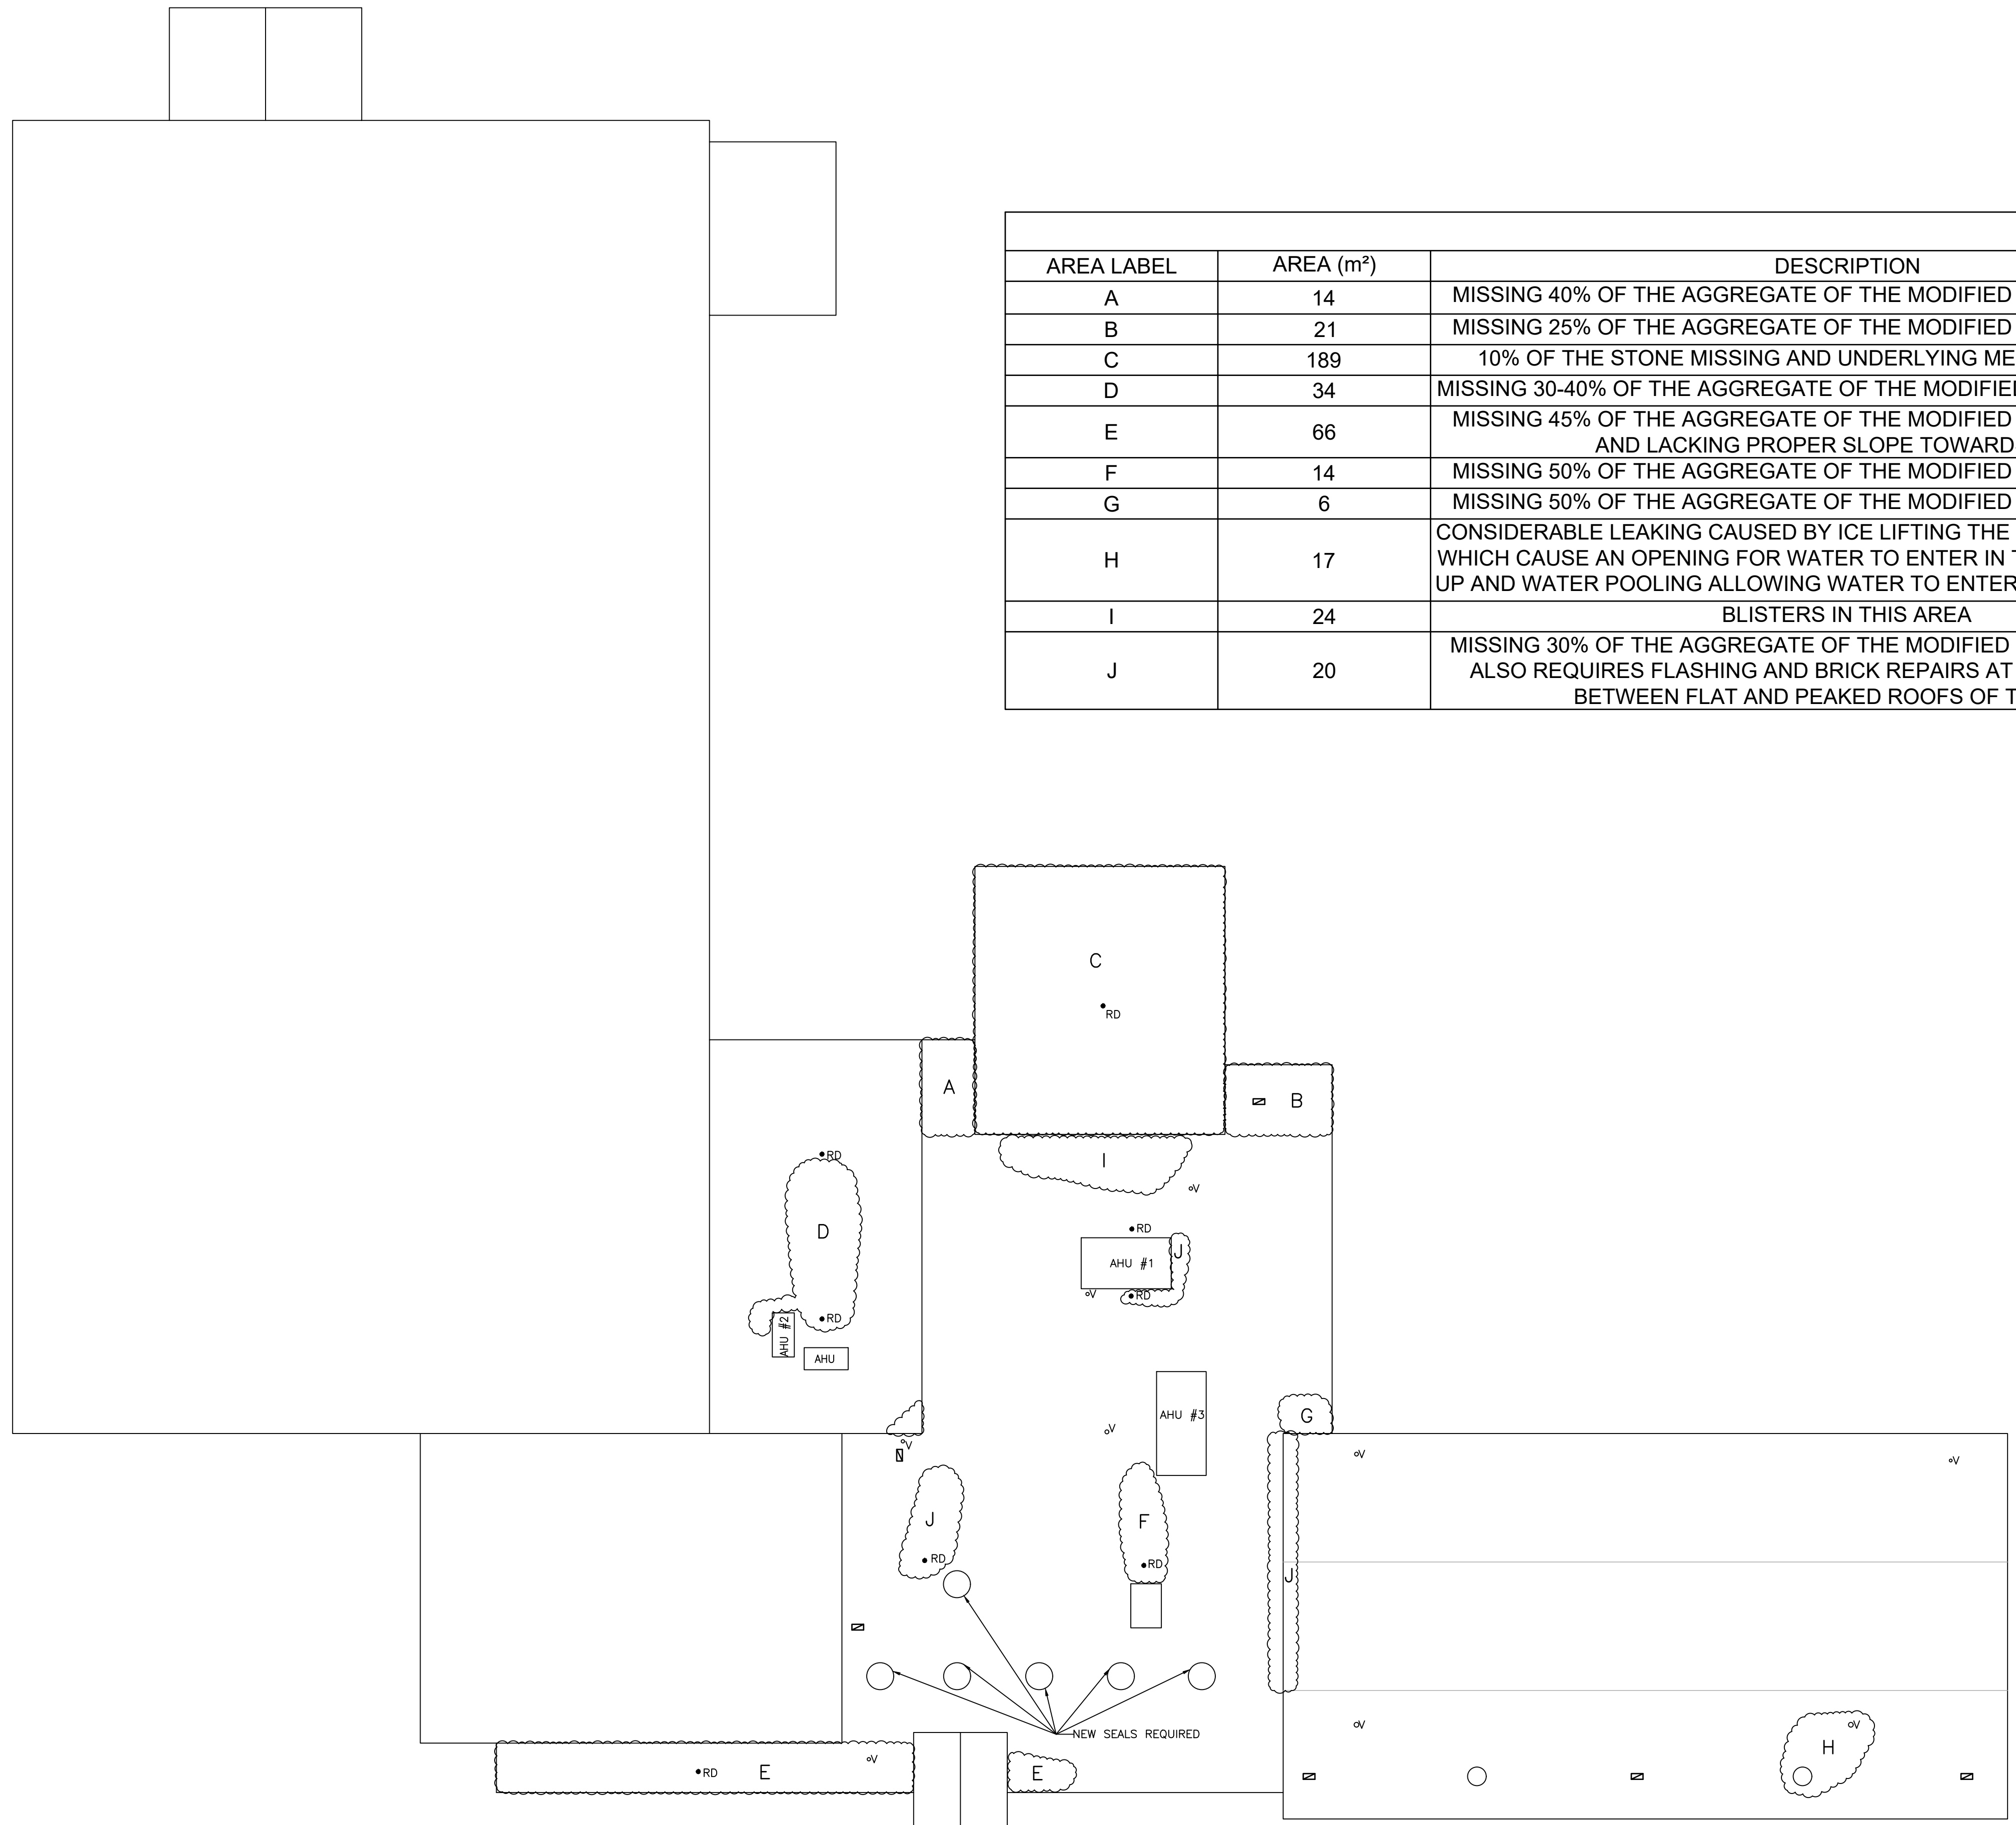 AREA LABEL AREA (m²) DESCRIPTION
A 14 MISSING 40% OF THE AGGREGATE OF THE MODIFIED
B 21 MISSING 25% OF THE AGGREGATE OF THE MODIFIED
C 189 10% OF THE STONE MISSING AND UNDERLYING ME
D 34 MISSING 30-40% OF THE AGGREGATE OF THE MODIFIE
E 66 MISSING 45% OF THE AGGREGATE OF THE MODIFIED
AND LACKING PROPER SLOPE TOWARD
F 14 MISSING 50% OF THE AGGREGATE OF THE MODIFIED
G 6 MISSING 50% OF THE AGGREGATE OF THE MODIFIED
H 17 CONSIDERABLE LEAKING CAUSED BY ICE LIFTING THE
WHICH CAUSE AN OPENING FOR WATER TO ENTER IN
UP AND WATER POOLING ALLOWING WATER TO ENTER
I 24 BLISTERS IN THIS AREA
J 20 MISSING 30% OF THE AGGREGATE OF THE MODIFIED
ALSO REQUIRES FLASHING AND BRICK REPAIRS AT
BETWEEN FLAT AND PEAKED ROOFS OF
C
RD
A
B
RD
I
V
D
RD
J
AHU #1
V
RD
RD
AHU #2
AHU
AHU #3
G
V
V
V
V
J
F
RD
RD
J
V
V
NEW SEALS REQUIRED
H
V
RD
E
E